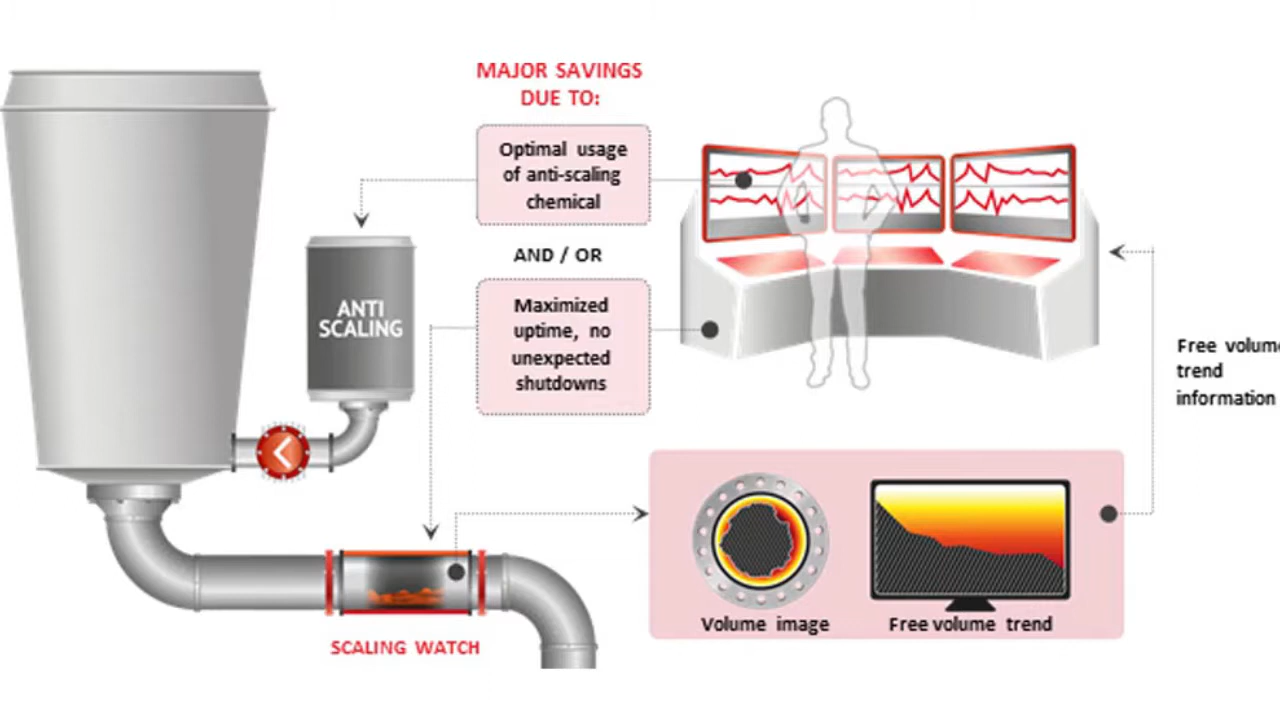 MAJOR SAVINGS
DUE TO:
Optimal usage
of anti-scaling
chemical
AND / OR
Maximized
uptime, no
unexpected
shutdowns
ANTI
SCALING
Free volume
trend
information
Volume image
Free volume trend
SCALING WATCH